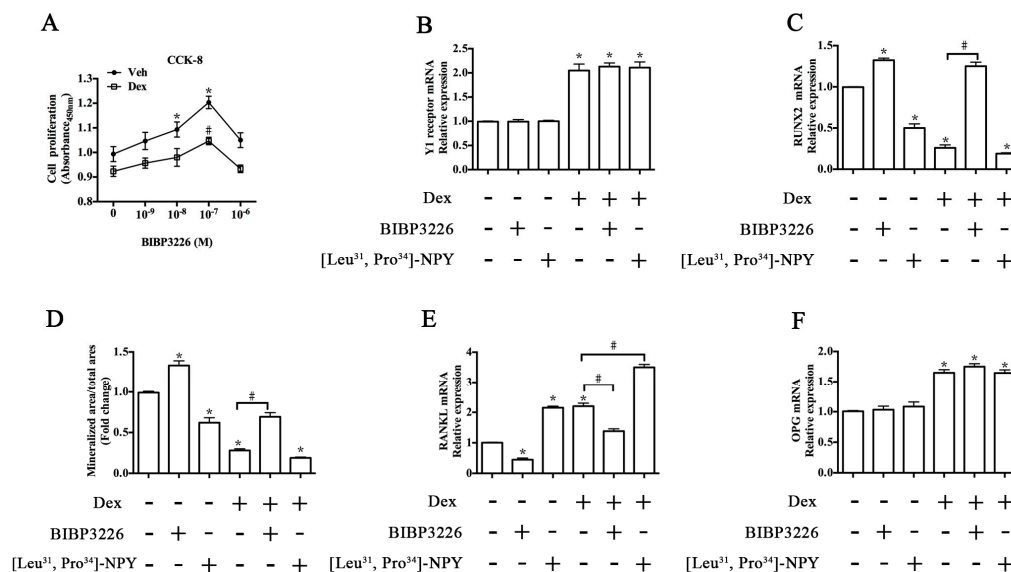 A
CCK-8
Veh
Dex
Cell proliferation
(Absorbance450nm)
1.3
1.2
1.1
1.0
0.9
0.8
*
*
#
0 10-9 10-8 10-7 10-6
BIBP3226 (M)
B
Y1 receptor mRNA
Relative expression
2.5
2.0
1.5
1.0
0.5
0.0
* * *
Dex - - - + + +
BIBP3226 - + - - + -
[Leu31, Pro34]-NPY - - + - - +
C
RUNX2 mRNA
Relative expression
1.5
1.0
0.5
0.0
* * * # *
Dex - - - + + +
BIBP3226 - + - - + -
[Leu31, Pro34]-NPY - - + - - +
D
Mineralized area/total ares
(Fold change)
1.5
1.0
0.5
0.0
* * * # *
Dex - - - + + +
BIBP3226 - + - - + -
[Leu31, Pro34]-NPY - - + - - +
E
RANKL mRNA
Relative expression
4
3
2
1
0
* * * # #
Dex - - - + + +
BIBP3226 - + - - + -
[Leu31, Pro34]-NPY - - + - - +
F
OPG mRNA
Relative expression
2.0
1.5
1.0
0.5
0.0
* * *
Dex - - - + + +
BIBP3226 - + - - + -
[Leu31, Pro34]-NPY - - + - - +